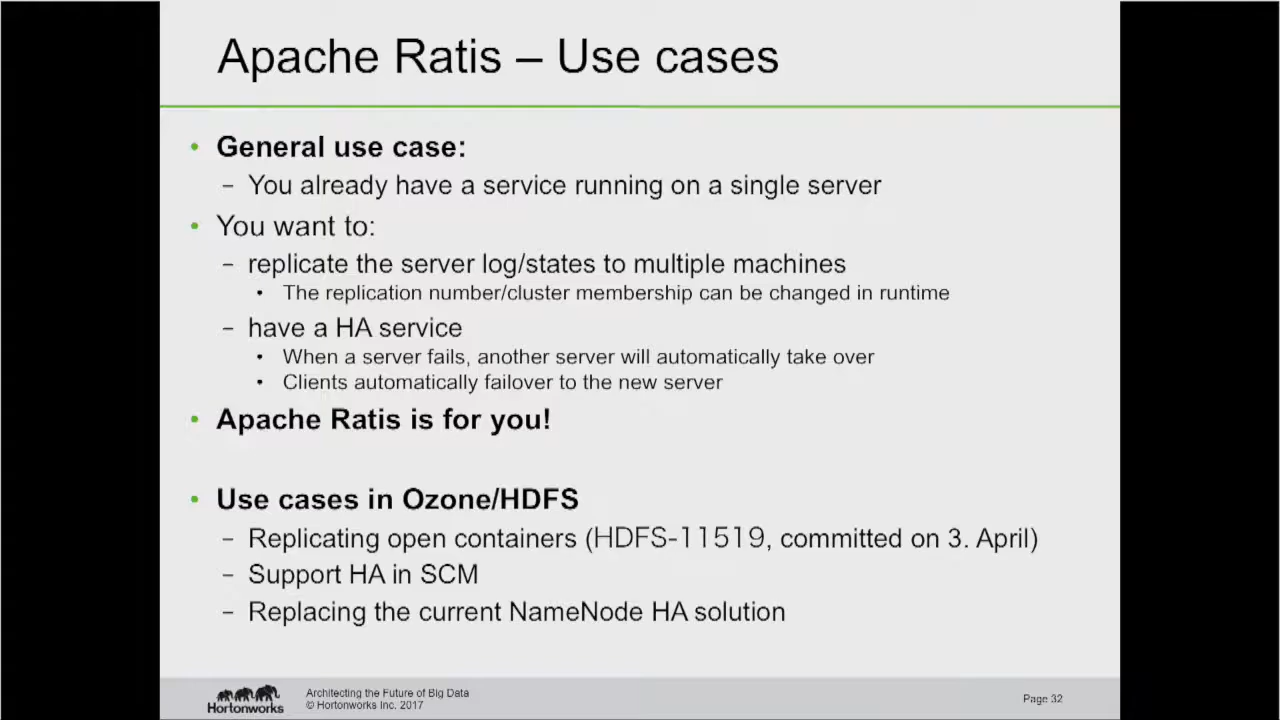 Apache Ratis – Use cases
• General use case:
– You already have a service running on a single server
• You want to:
– replicate the server log/states to multiple machines
• The replication number/cluster membership can be changed in runtime
– have a HA service
• When a server fails, another server will automatically take over
• Clients automatically failover to the new server
• Apache Ratis is for you!
• Use cases in Ozone/HDFS
– Replicating open containers (HDFS-11519, committed on 3. April)
– Support HA in SCM
– Replacing the current NameNode HA solution
Hortonworks
Architecting the Future of Big Data
© Hortonworks Inc. 2017
Page 32